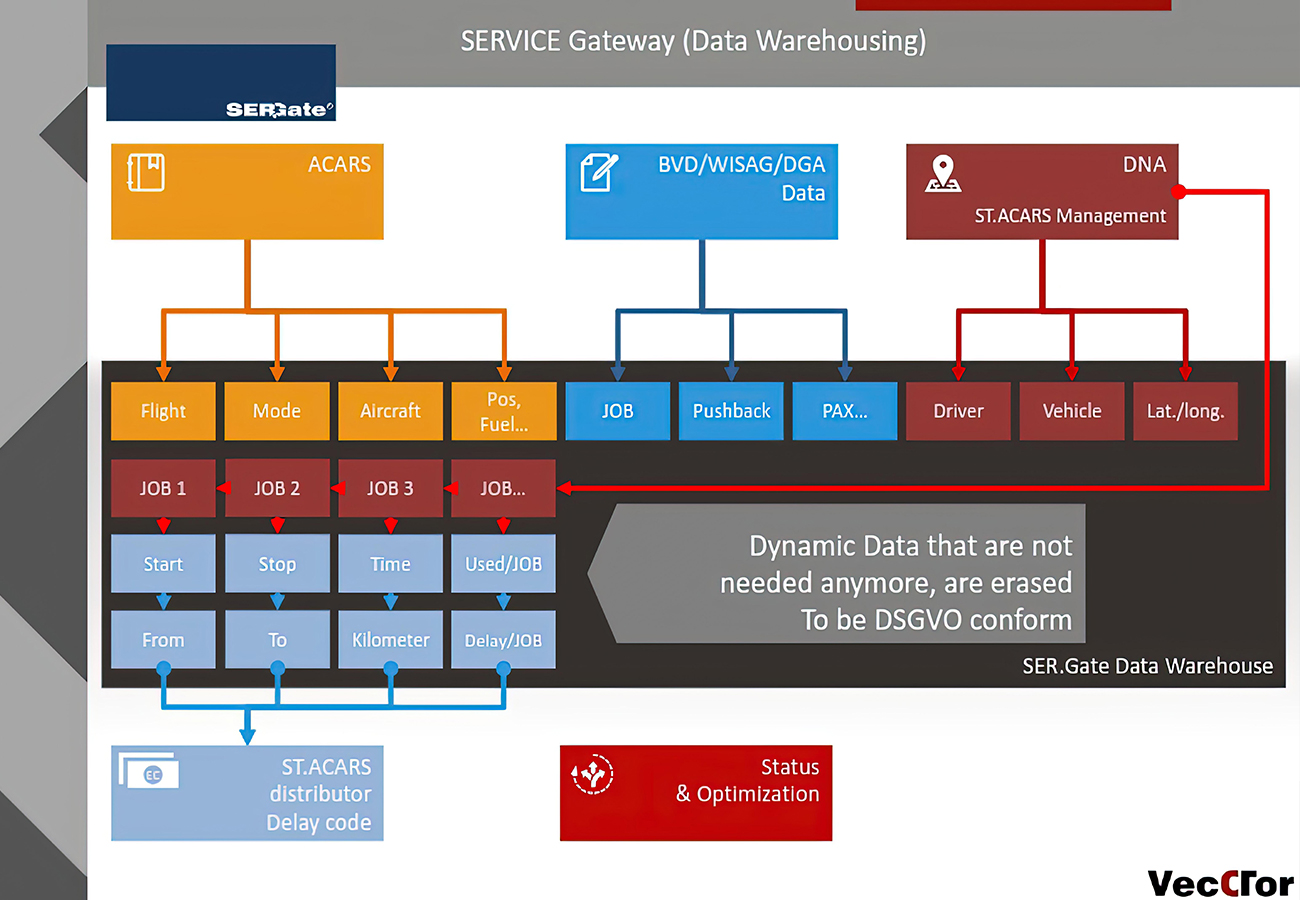 SERVICE Gateway (Data Warehousing)
SER.Gate
ACARS
BVD/WISAG/DGA
Data
DNA
ST.ACARS Management
Flight
Mode
Aircraft
Pos,
Fuel...
JOB
Pushback
PAX...
Driver
Vehicle
Lat./long.
JOB 1
JOB 2
JOB 3
JOB...
Start
Stop
Time
Used/JOB
From
To
Kilometer
Delay/JOB
Dynamic Data that are not
needed anymore, are erased
To be DSGVO conform
SER.Gate Data Warehouse
EC
ST.ACARS
distributor
Delay code
Status
& Optimization
VecCTor